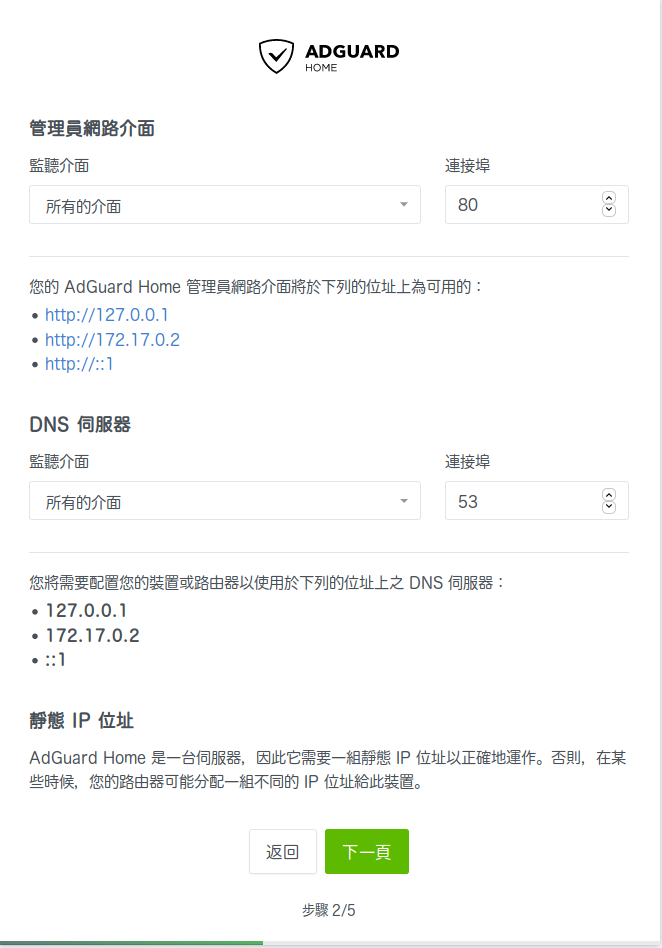 ADGUARD
HOME
管理員網路介面
監聽介面
連接埠
所有的介面
80
您的 AdGuard Home 管理員網路介面將於下列的位址上為可用的：
• http://127.0.0.1
• http://172.17.0.2
• http://::1
DNS 伺服器
監聽介面
連接埠
所有的介面
53
您將需要配置您的裝置或路由器以使用於下列的位址上之 DNS 伺服器：
• 127.0.0.1
• 172.17.0.2
• ::1
靜態 IP 位址
AdGuard Home 是一台伺服器，因此它需要一組靜態 IP 位址以正確地運作。否則，在某
些時候，您的路由器可能分配一組不同的 IP 位址給此裝置。
返回
下一頁
步驟 2/5